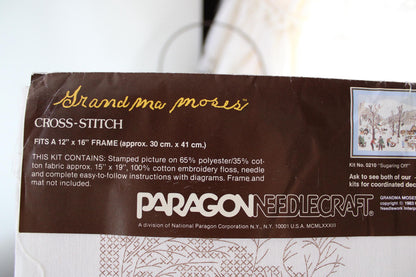 Grandma moses
CROSS-STITCH
FITS A 12" x 16" FRAME (approx. 30 cm. x 41 cm.)
THIS KIT CONTAINS: Stamped picture on 65% polyester/35% cot-
ton fabric approx. 15" x 19", 100% cotton embroidery floss, needle
and complete easy-to-follow instructions with diagrams. Frame and
mat not included.
PARAGON NEEDLECRAFT®
A division of National Paragon Corporation N.Y., N.Y. 10001 U.S.A. MCMLXXXIII
Kit No. 0210 "Sugaring Off"
Ask to see both of our
kits for coordinated de
GRANDMA MOSES
copyright © 1983